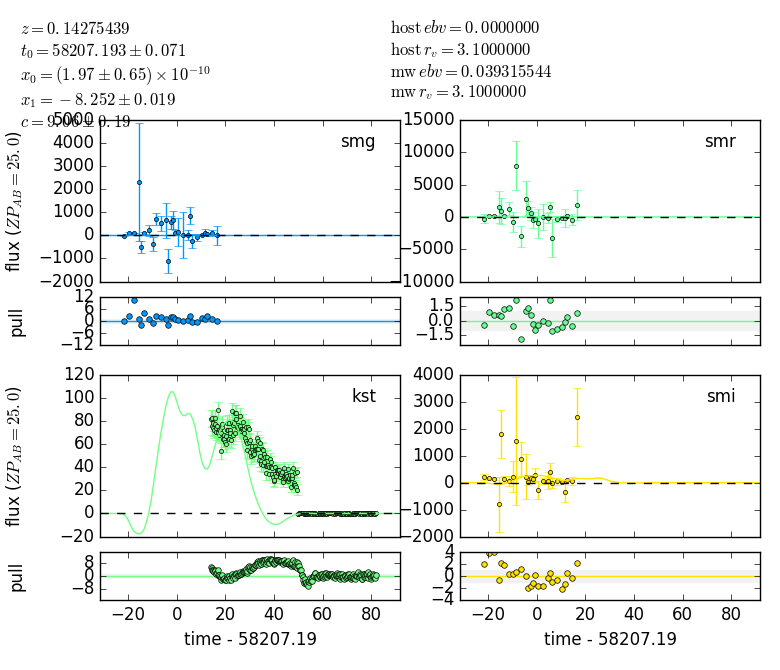 z = 0.14275439
t₀ = 58207.193 ± 0.071
x₀ = (1.97 ± 0.65) × 10⁻¹⁰
x₁ = −8.252 ± 0.019
c = 9.06 ± 0.19
host ebv = 0.0000000
host r_v = 3.1000000
mw ebv = 0.039315544
mw r_v = 3.1000000
flux (ZP_AB = 25.0)
5000
4000
3000
2000
1000
0
−1000
−2000
smg
15000
10000
5000
0
−5000
−10000
smr
pull
12
6
0
−6
−12
1.5
0.0
−1.5
flux (ZP_AB = 25.0)
120
100
80
60
40
20
0
−20
kst
4000
3000
2000
1000
0
−1000
−2000
smi
pull
8
0
−8
−20 0 20 40 60 80
time - 58207.19
4
2
0
−2
−4
−20 0 20 40 60 80
time - 58207.19